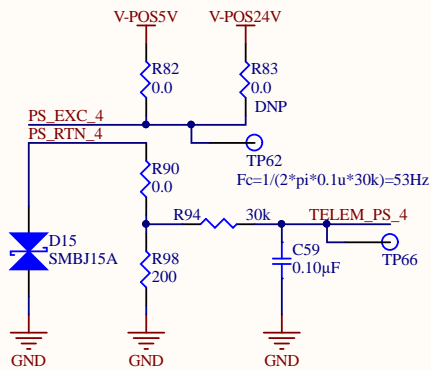 V-POS5V V-POS24V
R82
0.0
R83
0.0
DNP
PS_EXC_4
PS_RTN_4
TP62
R90
0.0
Fc=1/(2*pi*0.1u*30k)=53Hz
R94 30k TELEM_PS_4
D15
SMBJ15A
R98
200
C59
0.10µF
TP66
GND GND GND